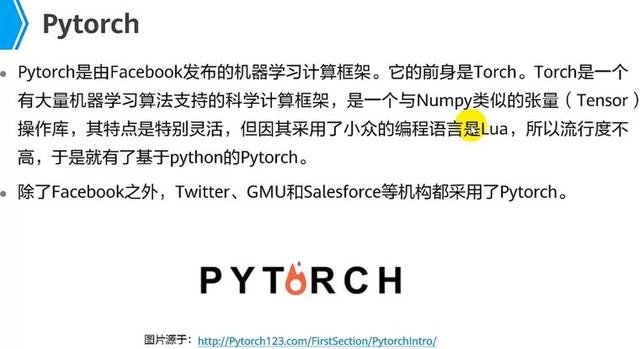 Pytorch
Pytorch是由Facebook发布的机器学习计算框架。它的前身是Torch。Torch是一个
有大量机器学习算法支持的科学计算框架，是一个与Numpy类似的张量（Tensor）
操作库，其特点是特别灵活，但因其采用了小众的编程语言是Lua，所以流行度不
高，于是就有了基于python的Pytorch。
除了Facebook之外，Twitter、GMU和Salesforce等机构都采用了Pytorch。
PYTORCH
图片源于：http://Pytorch123.com/FirstSection/PytorchIntro/